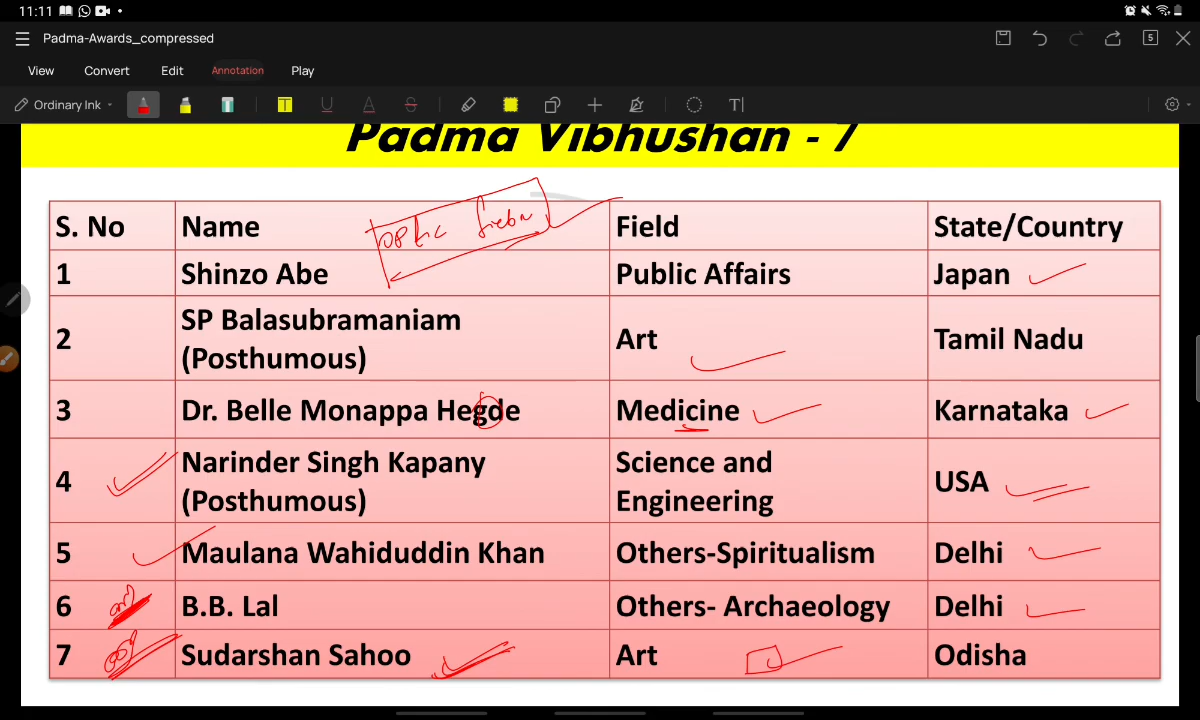 11:11
Padma-Awards_compressed
5
View Convert Edit Annotation Play
Ordinary Ink T U A S T
Padma Vibhushan - 7
optic
S. No Name Field State/Country
1 Shinzo Abe Public Affairs Japan
2 SP Balasubramaniam (Posthumous) Art Tamil Nadu
3 Dr. Belle Monappa Hegde Medicine Karnataka
4 Narinder Singh Kapany (Posthumous) Science and Engineering USA
5 Maulana Wahiduddin Khan Others-Spiritualism Delhi
6 B.B. Lal Others- Archaeology Delhi
7 Sudarshan Sahoo Art Odisha